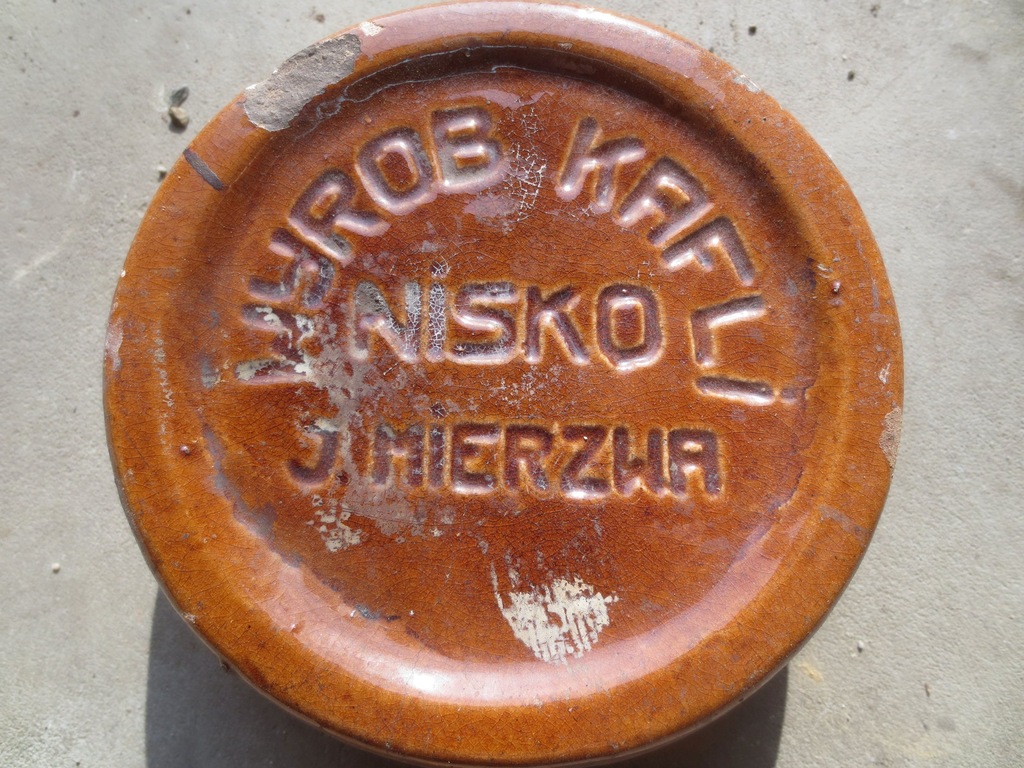 WYROB KAFLI
NISKO
J. MIERZWA